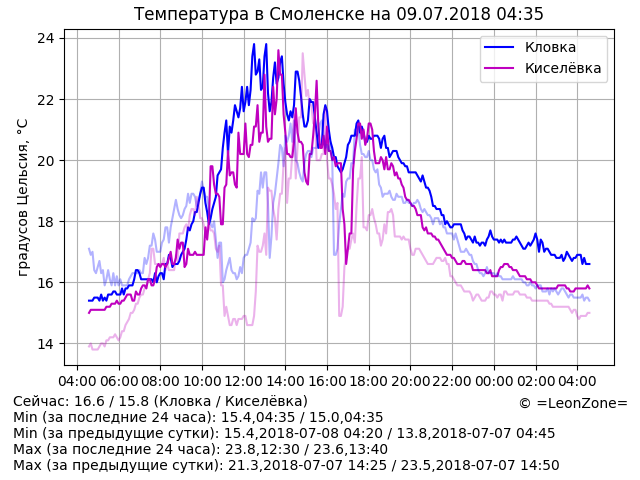 Температура в Смоленске на 09.07.2018 04:35
градусов Цельсия, °C
24
22
20
18
16
14
Кловка
Киселёвка
04:00 06:00 08:00 10:00 12:00 14:00 16:00 18:00 20:00 22:00 00:00 02:00 04:00
Сейчас: 16.6 / 15.8 (Кловка / Киселёвка)
© =LeonZone=
Min (за последние 24 часа): 15.4,04:35 / 15.0,04:35
Min (за предыдущие сутки): 15.4,2018-07-08 04:20 / 13.8,2018-07-07 04:45
Max (за последние 24 часа): 23.8,12:30 / 23.6,13:40
Max (за предыдущие сутки): 21.3,2018-07-07 14:25 / 23.5,2018-07-07 14:50